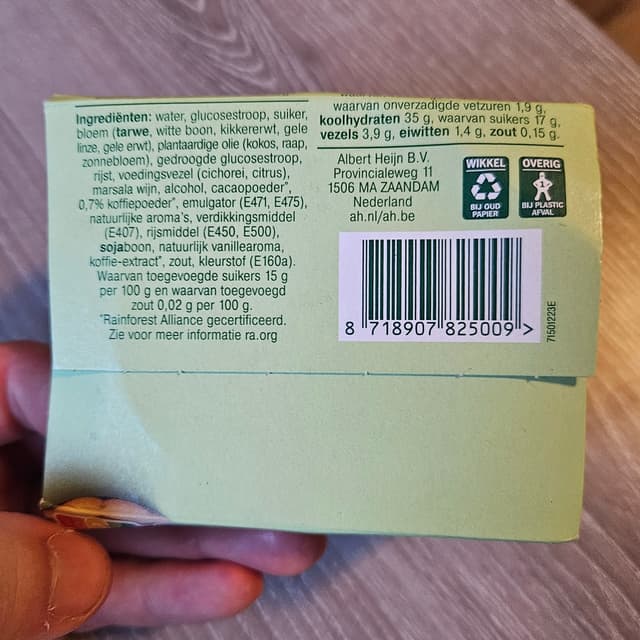 Ingrediënten: water, glucosestroop, suiker,
bloem (tarwe, witte boon, kikkererwt, gele
linze, gele erwt), plantaardige olie (kokos, raap,
zonnebloem), gedroogde glucosestroop,
rijst, voedingsvezel (cichorei, citrus),
marsala wijn, alcohol, cacaopoeder*,
0,7% koffiepoeder*, emulgator (E471, E475),
natuurlijke aroma's, verdikkingsmiddel
(E407), rijsmiddel (E450, E500),
sojaboon, natuurlijk vanillearoma,
koffie-extract*, zout, kleurstof (E160a).
Waarvan toegevoegde suikers 15 g
per 100 g en waarvan toegevoegd
zout 0,02 g per 100 g.
*Rainforest Alliance gecertificeerd.
Zie voor meer informatie ra.org
waarvan onverzadigde vetzuren 1,9 g,
koolhydraten 35 g, waarvan suikers 17 g,
vezels 3,9 g, eiwitten 1,4 g, zout 0,15 g.
Albert Heijn B.V.
Provincialeweg 11
1506 MA ZAANDAM
Nederland
ah.nl/ah.be
WIKKEL
BIJ OUD
PAPIER
OVERIG
1
BIJ PLASTIC
AFVAL
8 718907 825009 >
71501223E